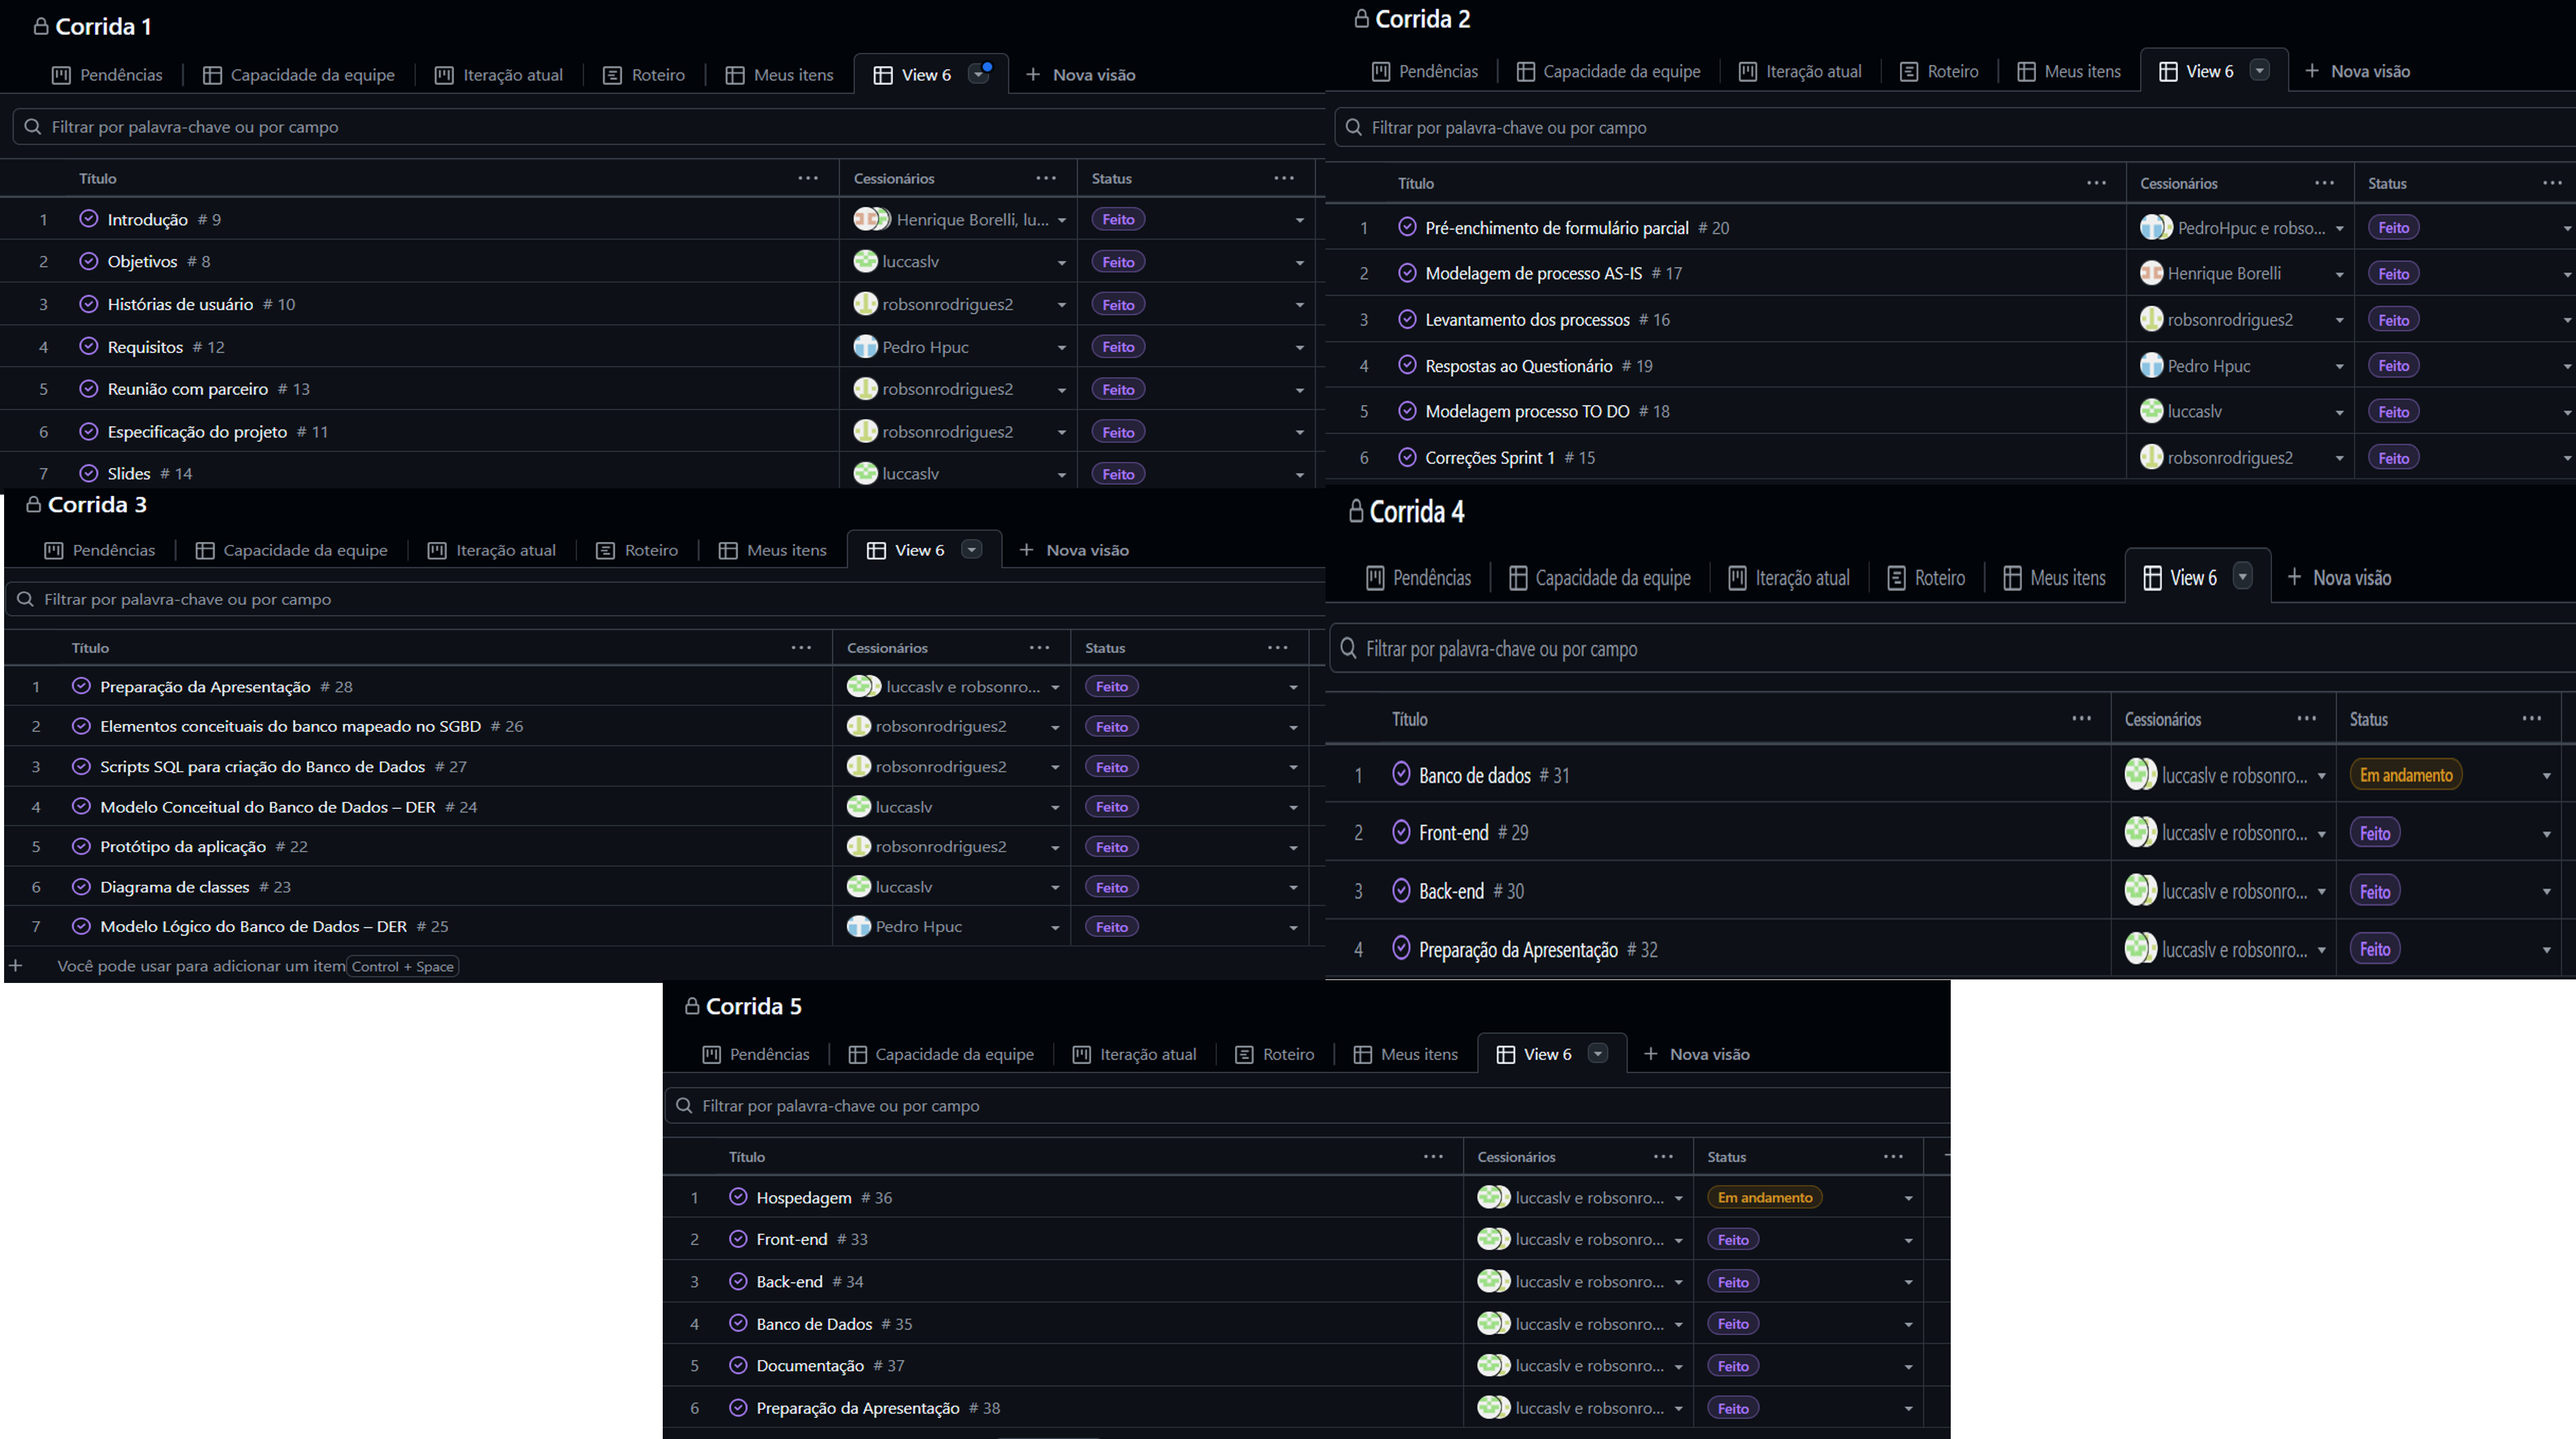 Corrida 1
Pendências Capacidade da equipe Iteração atual Roteiro Meus itens View 6 + Nova visão
Filtrar por palavra-chave ou por campo
Título ... Cessionários ... Status ...
1 Introdução # 9 Henrique Borelli, lu... Feito
2 Objetivos # 8 luccaslv Feito
3 Histórias de usuário # 10 robsonrodrigues2 Feito
4 Requisitos # 12 Pedro Hpuc Feito
5 Reunião com parceiro # 13 robsonrodrigues2 Feito
6 Especificação do projeto # 11 robsonrodrigues2 Feito
7 Slides # 14 luccaslv Feito
Corrida 2
Pendências Capacidade da equipe Iteração atual Roteiro Meus itens View 6 + Nova visão
Filtrar por palavra-chave ou por campo
Título ... Cessionários ... Status ...
1 Pré-enchimento de formulário parcial # 20 PedroHpuc e robso... Feito
2 Modelagem de processo AS-IS # 17 Henrique Borelli Feito
3 Levantamento dos processos # 16 robsonrodrigues2 Feito
4 Respostas ao Questionário # 19 Pedro Hpuc Feito
5 Modelagem processo TO DO # 18 luccaslv Feito
6 Correções Sprint 1 # 15 robsonrodrigues2 Feito
Corrida 3
Pendências Capacidade da equipe Iteração atual Roteiro Meus itens View 6 + Nova visão
Filtrar por palavra-chave ou por campo
Título ... Cessionários ... Status ...
1 Preparação da Apresentação # 28 luccaslv e robsonro... Feito
2 Elementos conceituais do banco mapeado no SGBD # 26 robsonrodrigues2 Feito
3 Scripts SQL para criação do Banco de Dados # 27 robsonrodrigues2 Feito
4 Modelo Conceitual do Banco de Dados – DER # 24 luccaslv Feito
5 Protótipo da aplicação # 22 robsonrodrigues2 Feito
6 Diagrama de classes # 23 luccaslv Feito
7 Modelo Lógico do Banco de Dados – DER # 25 Pedro Hpuc Feito
+ Você pode usar para adicionar um item Control + Space
Corrida 4
Pendências Capacidade da equipe Iteração atual Roteiro Meus itens View 6 + Nova visão
Filtrar por palavra-chave ou por campo
Título ... Cessionários ... Status ...
1 Banco de dados # 31 luccaslv e robsonro... Em andamento
2 Front-end # 29 luccaslv e robsonro... Feito
3 Back-end # 30 luccaslv e robsonro... Feito
4 Preparação da Apresentação # 32 luccaslv e robsonro... Feito
Corrida 5
Pendências Capacidade da equipe Iteração atual Roteiro Meus itens View 6 + Nova visão
Filtrar por palavra-chave ou por campo
Título ... Cessionários ... Status ...
1 Hospedagem # 36 luccaslv e robsonro... Em andamento
2 Front-end # 33 luccaslv e robsonro... Feito
3 Back-end # 34 luccaslv e robsonro... Feito
4 Banco de Dados # 35 luccaslv e robsonro... Feito
5 Documentação # 37 luccaslv e robsonro... Feito
6 Preparação da Apresentação # 38 luccaslv e robsonro... Feito